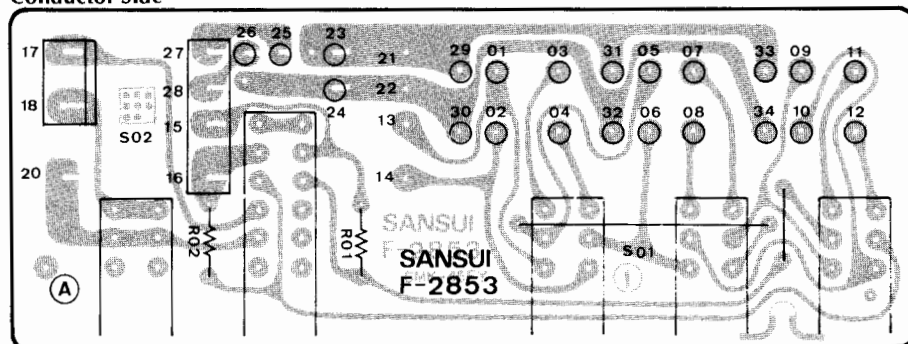 Conductor Side
17 27 26 25 23 21 29 01 03 31 05 07 33 09 11
18 28 22
S02 15 24 13 30 02 04 32 06 08 34 10 12
20 16 14
R02 R01 SANSUI F-2853 S01
A SANSUI
F-2853